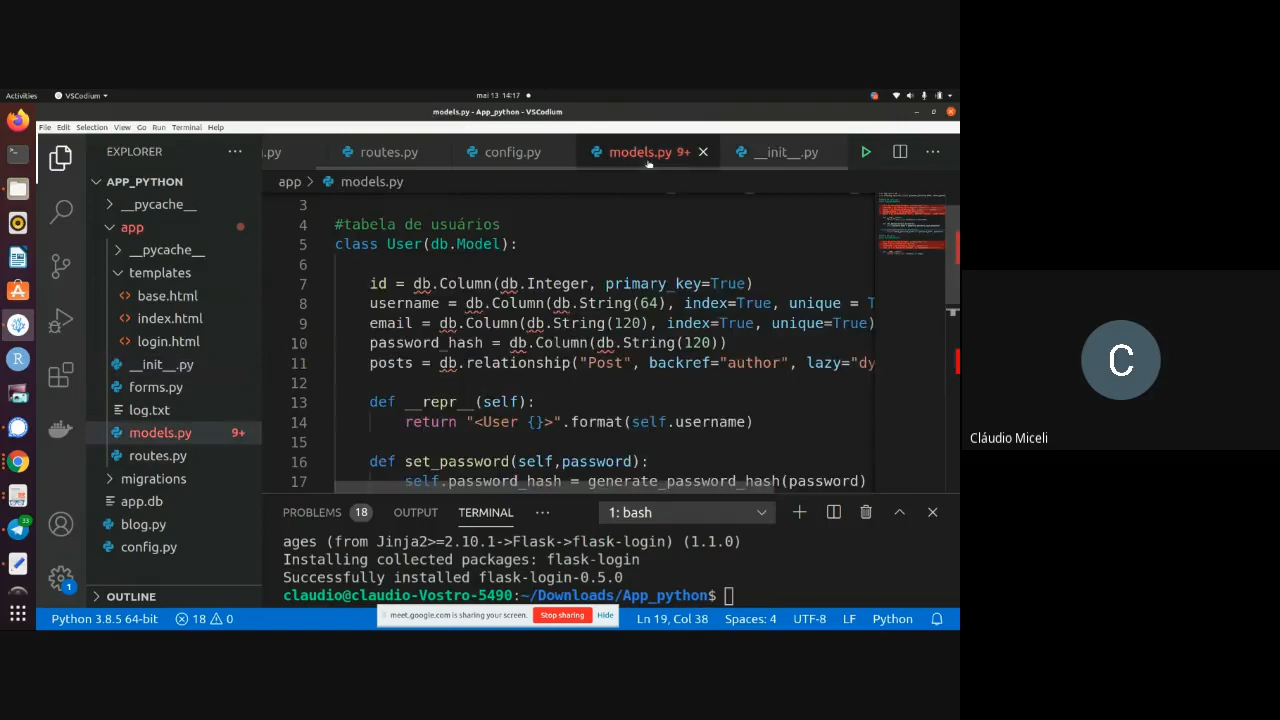 Activities
VSCodium
mai 13 14:17
models.py - App_python - VSCodium
File Edit Selection View Go Run Terminal Help
EXPLORER
.py
routes.py
config.py
models.py 9+
__init__.py
APP_PYTHON
__pycache__
app
__pycache__
templates
base.html
index.html
login.html
__init__.py
forms.py
log.txt
models.py 9+
routes.py
migrations
app.db
blog.py
config.py
OUTLINE
app > models.py
3
4 #tabela de usuários
5 class User(db.Model):
6
7 id = db.Column(db.Integer, primary_key=True)
8 username = db.Column(db.String(64), index=True, unique = T
9 email = db.Column(db.String(120), index=True, unique=True)
10 password_hash = db.Column(db.String(120))
11 posts = db.relationship("Post", backref="author", lazy="dy
12
13 def __repr__(self):
14 return "<User {}>".format(self.username)
15
16 def set_password(self,password):
17 self.password_hash = generate_password_hash(password)
PROBLEMS 18 OUTPUT TERMINAL
1: bash
ages (from Jinja2>=2.10.1->Flask->flask-login) (1.1.0)
Installing collected packages: flask-login
Successfully installed flask-login-0.5.0
claudio@claudio-Vostro-5490:~/Downloads/App_python$
meet.google.com is sharing your screen. Stop sharing Hide
Python 3.8.5 64-bit
18 0
Ln 19, Col 38 Spaces: 4 UTF-8 LF Python
33
1
R
C
Cláudio Miceli